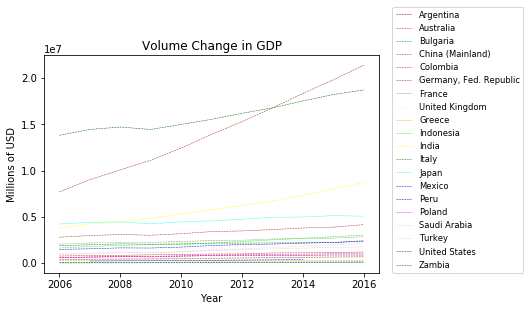 Volume Change in GDP
1e7
Millions of USD
2.0
1.5
1.0
0.5
0.0
2006
2008
2010
2012
2014
2016
Year
Argentina
Australia
Bulgaria
China (Mainland)
Colombia
Germany, Fed. Republic
France
United Kingdom
Greece
Indonesia
India
Italy
Japan
Mexico
Peru
Poland
Saudi Arabia
Turkey
United States
Zambia